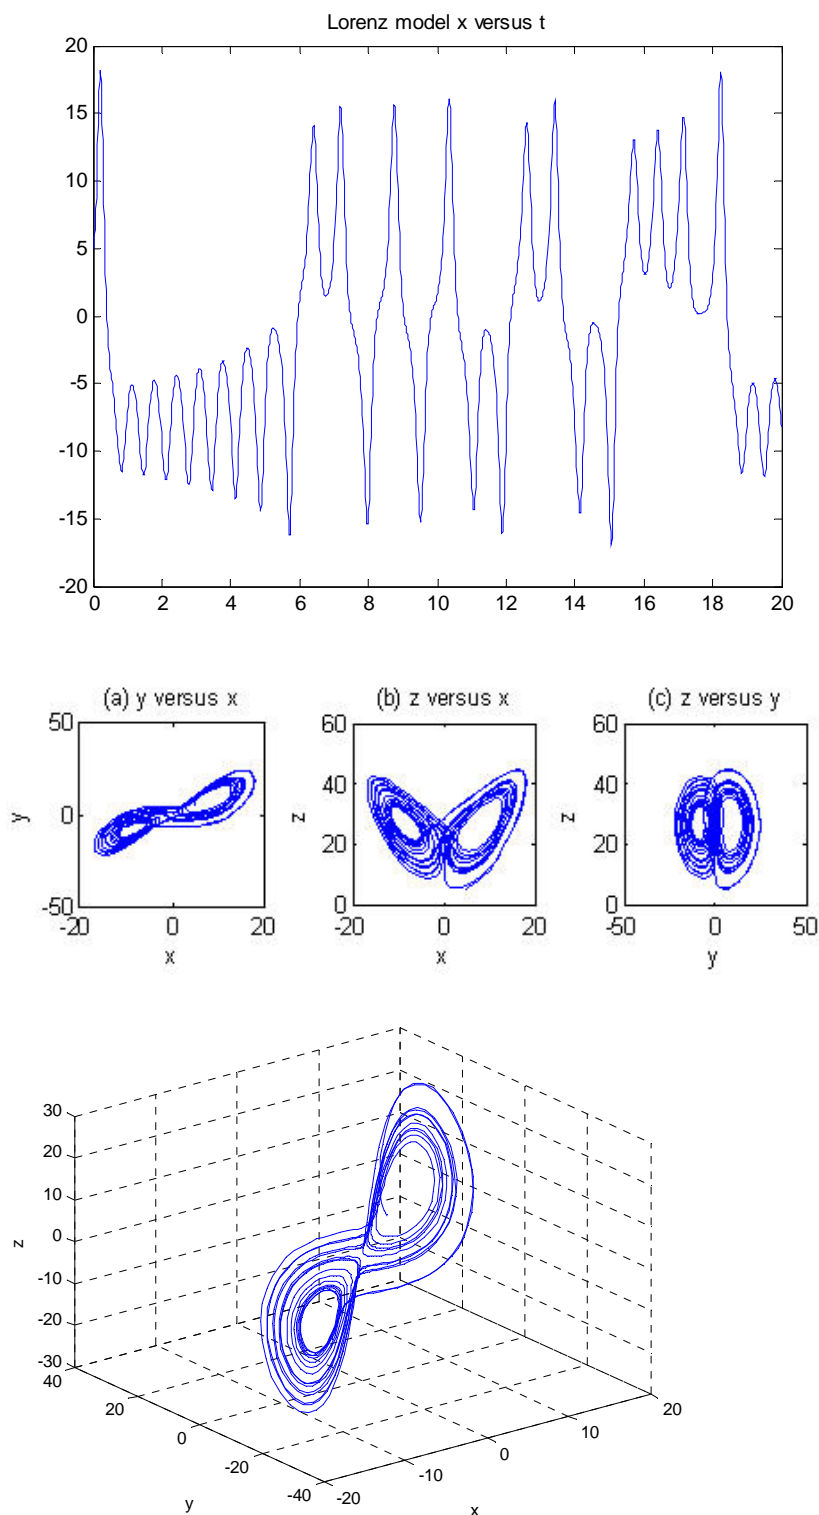 Lorenz model x versus t
20
15
10
5
0
-5
-10
-15
-20
0 2 4 6 8 10 12 14 16 18 20
(a) y versus x (b) z versus x (c) z versus y
50 60 60
y 0 z 40 20 z 40 20
-50 0 0
-20 0 20 -20 0 20 -50 0 50
x x y
30
20
10
z 0
-10
-20
-30
40 20 0 -20 -40
-20 -10 0 10 20
y x